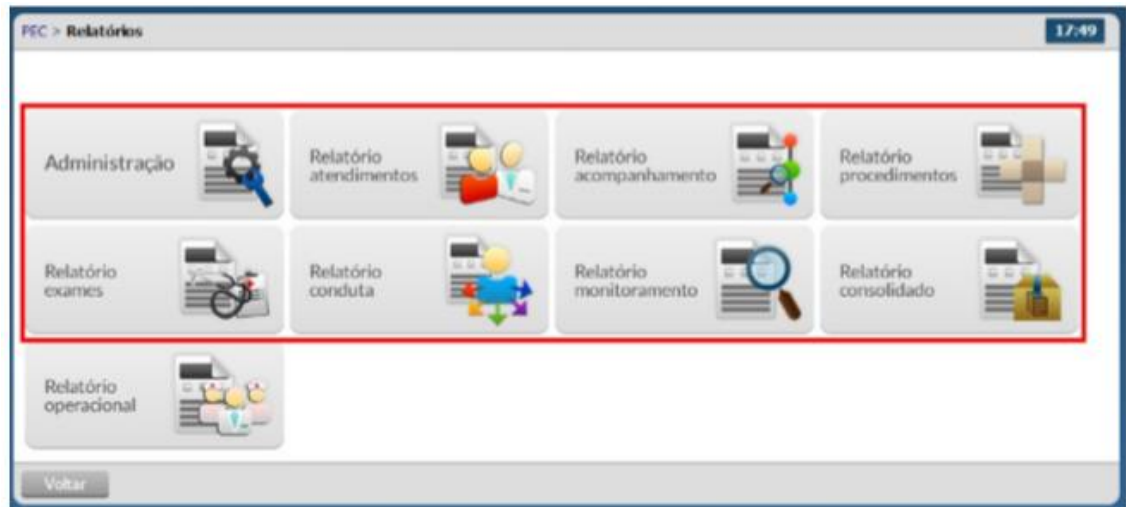 PEC > Relatórios
17:49
Administração
Relatório
atendimentos
Relatório
acompanhamento
Relatório
procedimentos
Relatório
exames
Relatório
conduta
Relatório
monitoramento
Relatório
consolidado
Relatório
operacional
Voltar